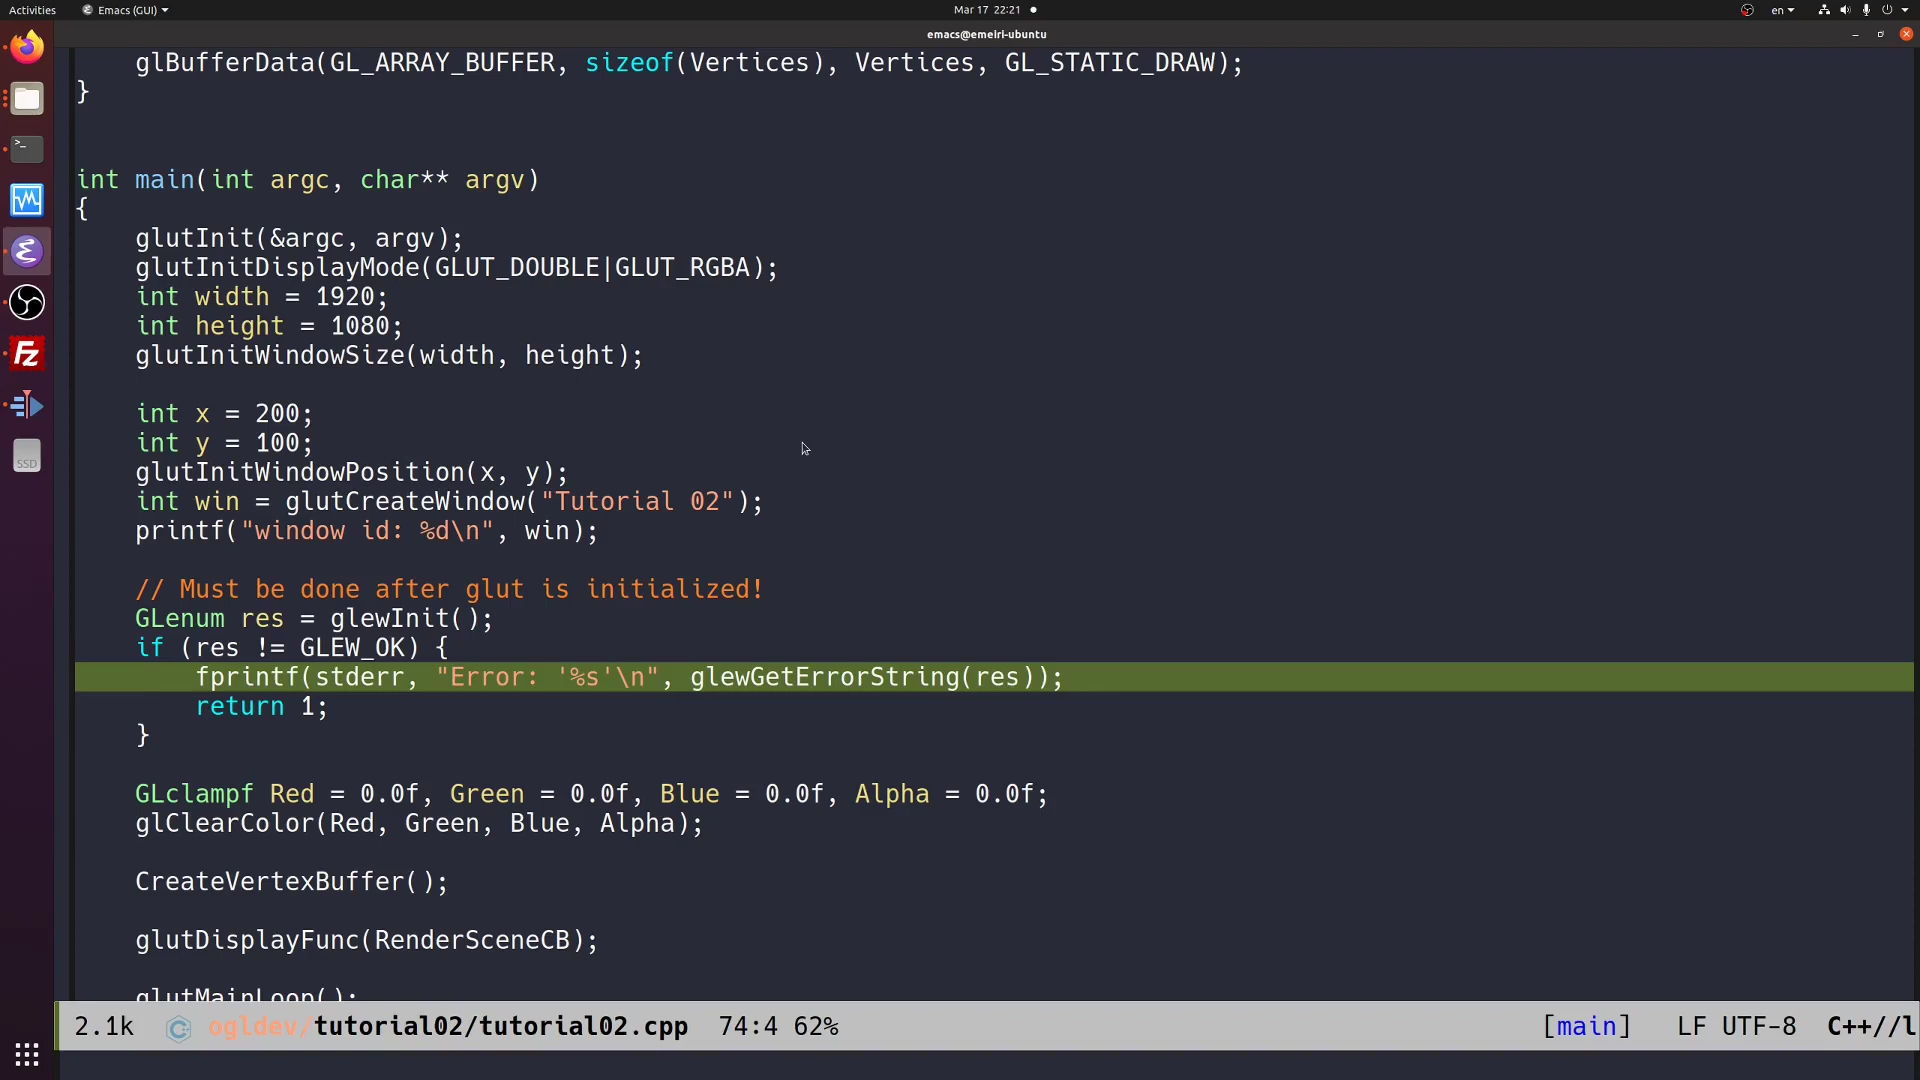 Activities
Emacs (GUI)
Mar 17 22:21
en
emacs@emeiri-ubuntu
glBufferData(GL_ARRAY_BUFFER, sizeof(Vertices), Vertices, GL_STATIC_DRAW);
}
int main(int argc, char** argv)
{
glutInit(&argc, argv);
glutInitDisplayMode(GLUT_DOUBLE|GLUT_RGBA);
int width = 1920;
int height = 1080;
glutInitWindowSize(width, height);
int x = 200;
int y = 100;
glutInitWindowPosition(x, y);
int win = glutCreateWindow("Tutorial 02");
printf("window id: %d\n", win);
// Must be done after glut is initialized!
GLenum res = glewInit();
if (res != GLEW_OK) {
fprintf(stderr, "Error: '%s'\n", glewGetErrorString(res));
return 1;
}
GLclampf Red = 0.0f, Green = 0.0f, Blue = 0.0f, Alpha = 0.0f;
glClearColor(Red, Green, Blue, Alpha);
CreateVertexBuffer();
glutDisplayFunc(RenderSceneCB);
glutMainLoop();
2.1k ogldev/tutorial02/tutorial02.cpp 74:4 62% [main] LF UTF-8 C++//l
>_
Fz
SSD